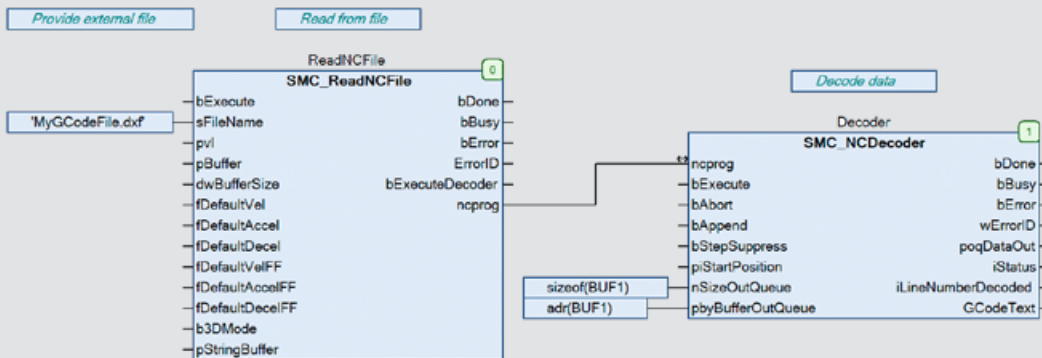 Provide external file
Read from file
ReadNCFile
0
SMC_ReadNCFile
bExecute
bDone
'MyGCodeFile.dxf'
sFileName
bBusy
pvl
bError
pBuffer
ErrorID
dwBufferSize
bExecuteDecoder
fDefaultVel
ncprog
fDefaultAccel
fDefaultDecel
fDefaultVelFF
fDefaultAccelFF
fDefaultDecelFF
b3DMode
pStringBuffer
Decode data
Decoder
1
SMC_NCDecoder
ncprog
bDone
bExecute
bBusy
bAbort
bError
bAppend
wErrorID
bStepSuppress
poqDataOut
piStartPosition
iStatus
sizeof(BUF1)
nSizeOutQueue
iLineNumberDecoded
adr(BUF1)
pbyBufferOutQueue
GCodeText